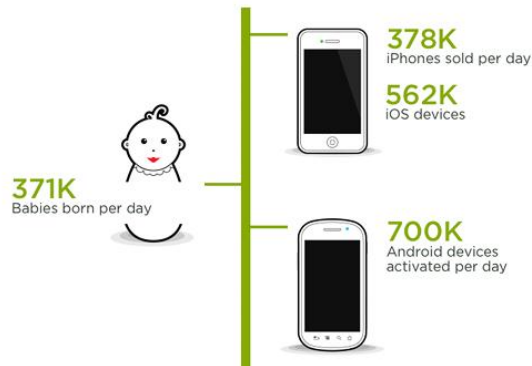 378K
iPhones sold per day
562K
iOS devices
371K
Babies born per day
700K
Android devices
activated per day